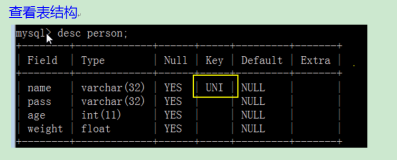 查看表结构.
mysql> desc person;
+--------+-------------+------+-----+---------+-------+
| Field | Type | Null | Key | Default | Extra |
+--------+-------------+------+-----+---------+-------+
| name | varchar(32) | YES | UNI | NULL | |
| pass | varchar(32) | YES | | NULL | |
| age | int(11) | YES | | NULL | |
| weight | float | YES | | NULL | |
+--------+-------------+------+-----+---------+-------+